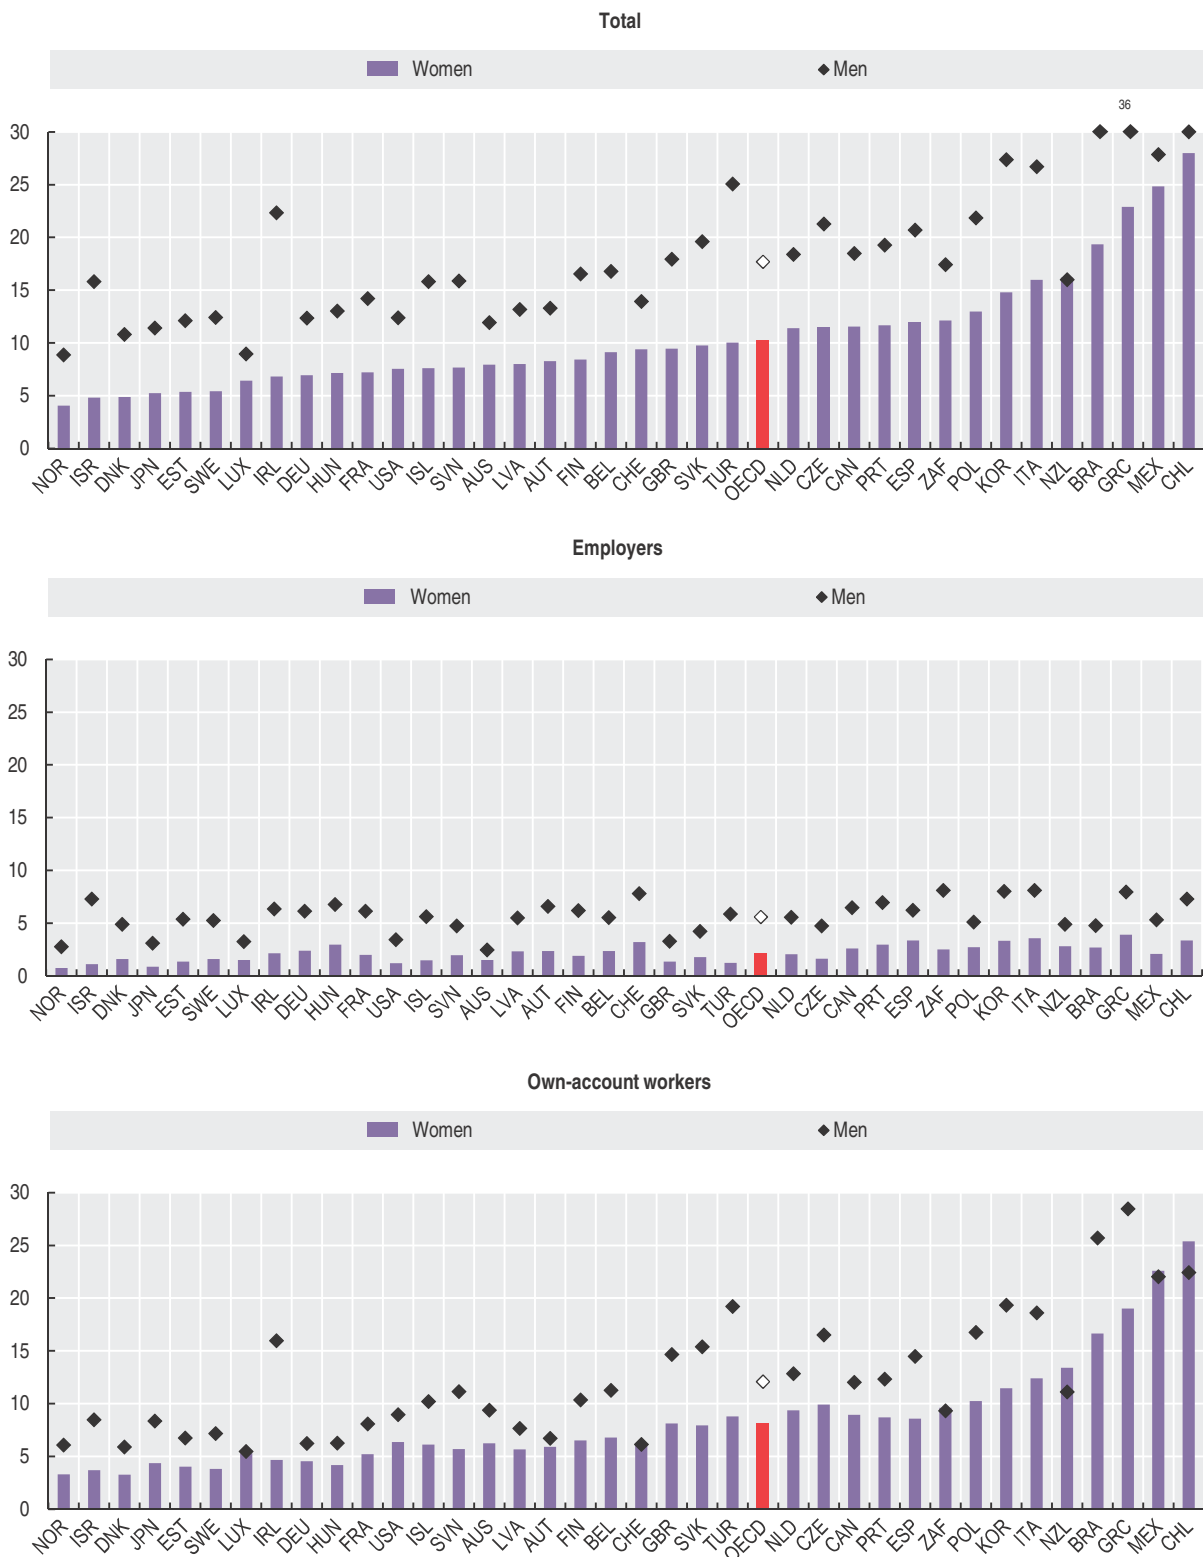 Total
Women Men
36
30
25
20
15
10
5
0
NOR ISR DNK JPN EST SWE LUX IRL DEU HUN FRA USA ISL SVN AUS LVA AUT FIN BEL CHE GBR SVK TUR OECD NLD CZE CAN PRT ESP ZAF POL KOR ITA NZL BRA GRC MEX CHL
Employers
Women Men
30
25
20
15
10
5
0
NOR ISR DNK JPN EST SWE LUX IRL DEU HUN FRA USA ISL SVN AUS LVA AUT FIN BEL CHE GBR SVK TUR OECD NLD CZE CAN PRT ESP ZAF POL KOR ITA NZL BRA GRC MEX CHL
Own-account workers
Women Men
30
25
20
15
10
5
0
NOR ISR DNK JPN EST SWE LUX IRL DEU HUN FRA USA ISL SVN AUS LVA AUT FIN BEL CHE GBR SVK TUR OECD NLD CZE CAN PRT ESP ZAF POL KOR ITA NZL BRA GRC MEX CHL